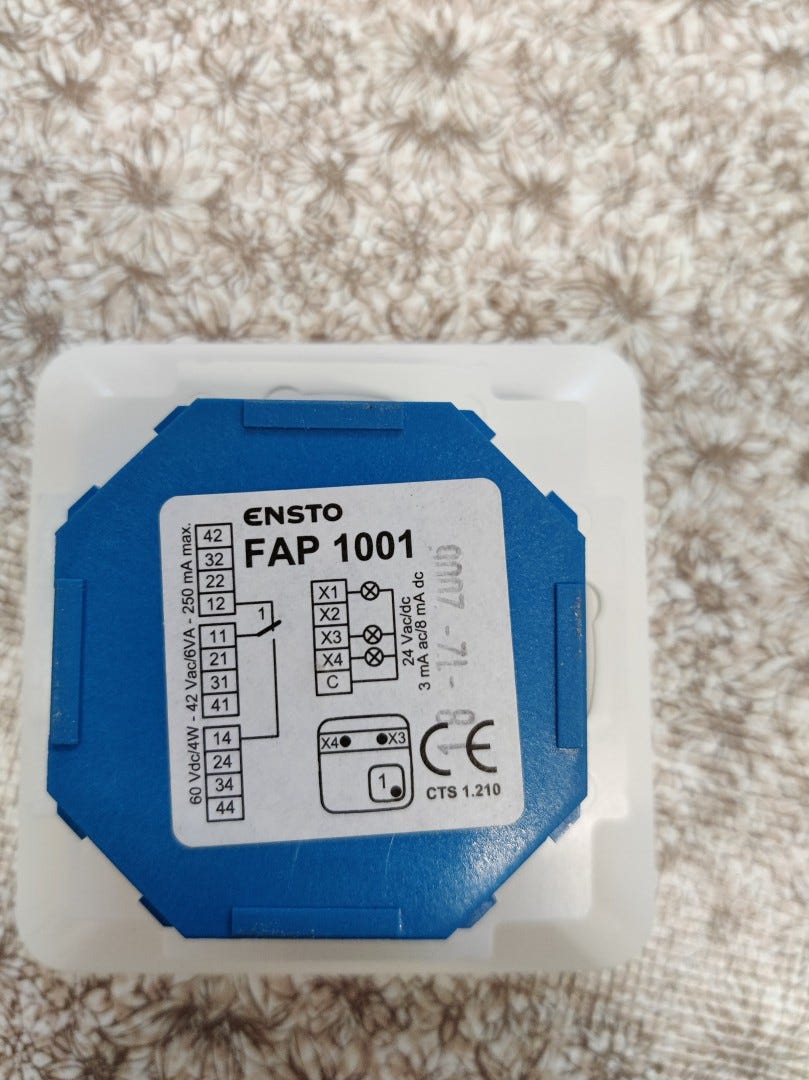 ENSTO
FAP 1001
60 Vdc/4W - 42 Vac/6VA - 250 mA max.
42
32
22
12
11
21
31
41
14
24
34
44
1
X1
X2
X3
X4
C
24 Vac/dc
3 mA ac/8 mA dc
X4
X3
1
CE
CTS 1.210